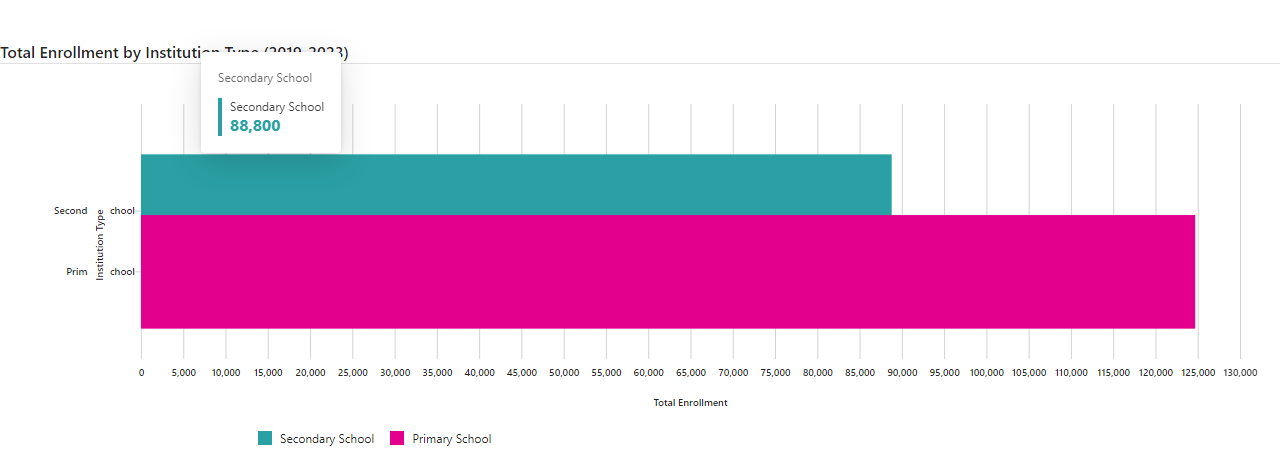 Total Enrollment by Institution Type (2019-2023)
Secondary School
Secondary School
88,800
Second chool
Institution Type
Prim chool
0 5,000 10,000 15,000 20,000 25,000 30,000 35,000 40,000 45,000 50,000 55,000 60,000 65,000 70,000 75,000 80,000 85,000 90,000 95,000 100,000 105,000 110,000 115,000 120,000 125,000 130,000
Total Enrollment
Secondary School Primary School